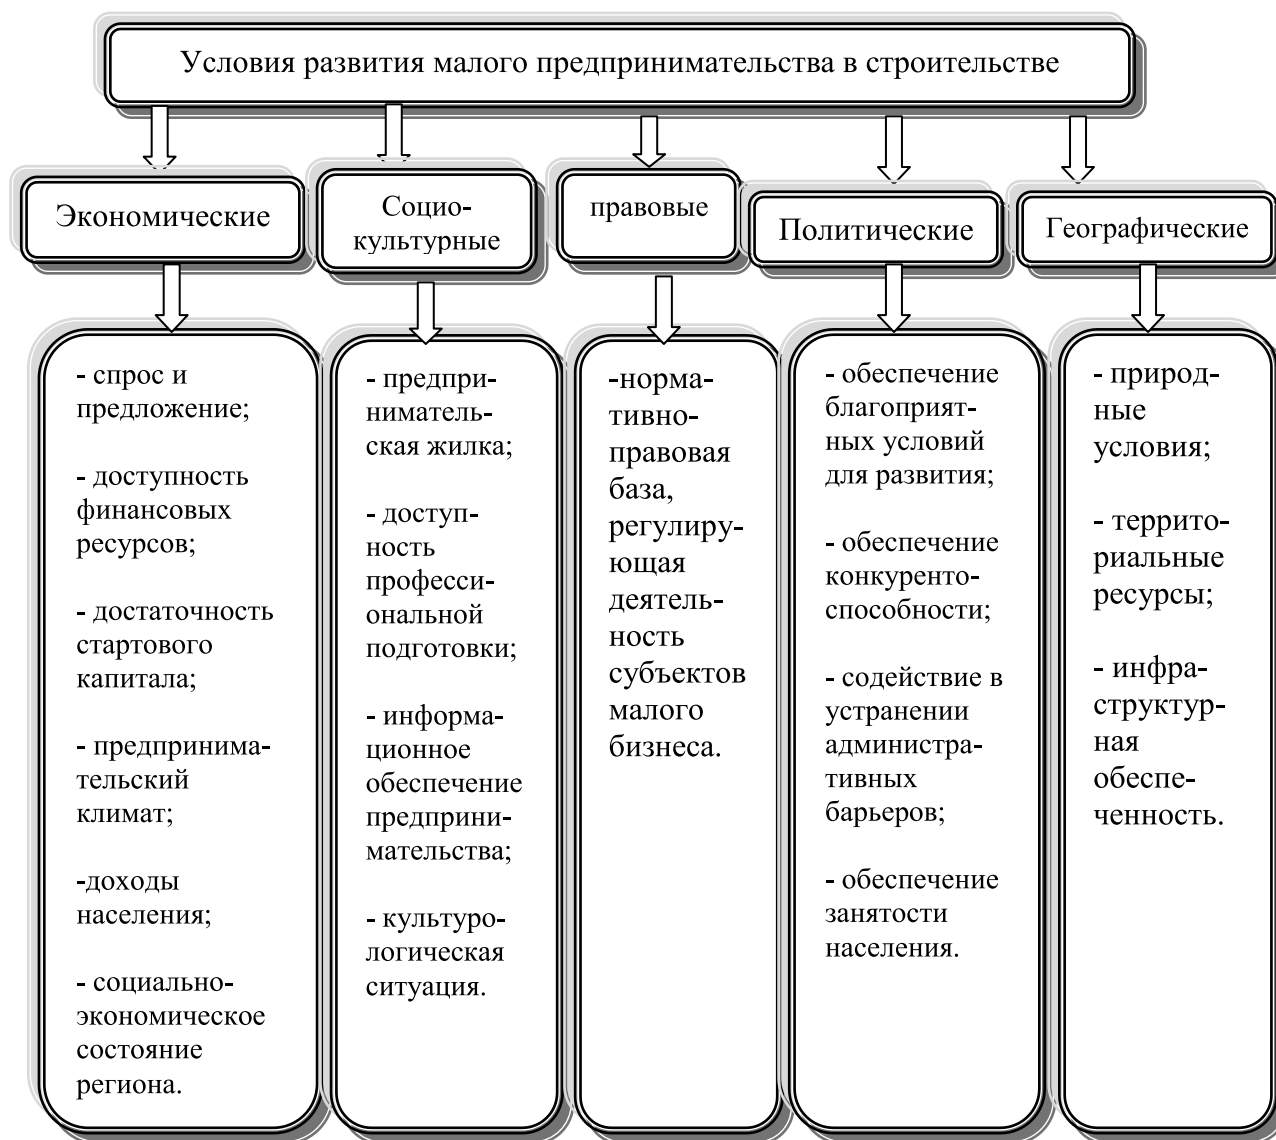 Условия развития малого предпринимательства в строительстве
Экономические
Социо-
культурные
правовые
Политические
Географические
- спрос и
предложение;
- доступность
финансовых
ресурсов;
- достаточность
стартового
капитала;
- предпринима-
тельский
климат;
-доходы
населения;
- социально-
экономическое
состояние
региона.
- предпри-
ниматель-
ская жилка;
- доступ-
ность
професси-
ональной
подготовки;
- информа-
ционное
обеспечение
предприни-
мательства;
- культуро-
логическая
ситуация.
-норма-
тивно-
правовая
база,
регулиру-
ющая
деятель-
ность
субъектов
малого
бизнеса.
- обеспечение
благоприят-
ных условий
для развития;
- обеспечение
конкуренто-
способности;
- содействие в
устранении
администра-
тивных
барьеров;
- обеспечение
занятости
населения.
- природ-
ные
условия;
- террито-
риальные
ресурсы;
- инфра-
структур-
ная
обеспе-
ченность.